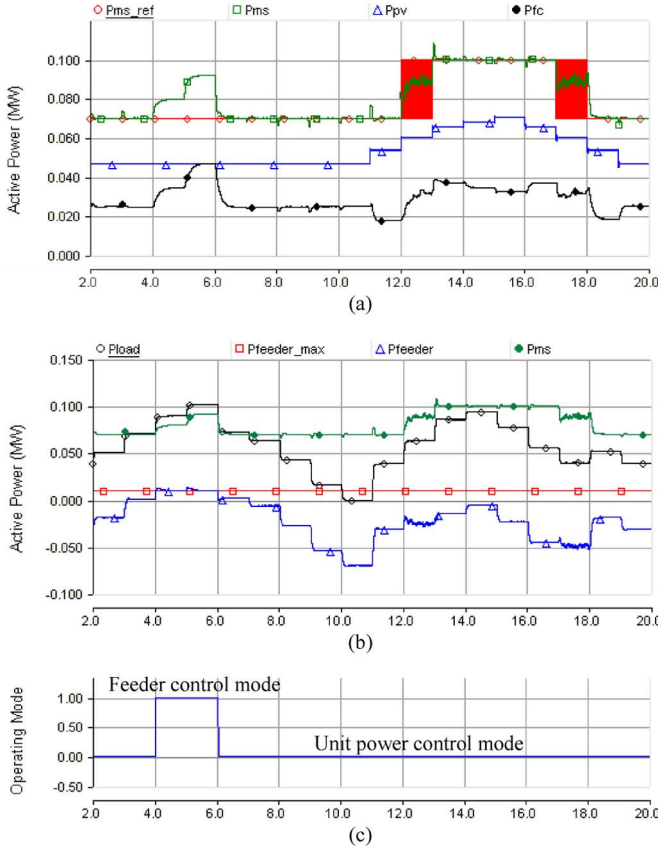 Pms_ref Pms Ppv Pfc
0.100
0.080
0.060
0.040
0.020
0.000
Active Power (MW)
2.0 4.0 6.0 8.0 10.0 12.0 14.0 16.0 18.0 20.0
(a)
Pload Pfeeder_max Pfeeder Pms
0.150
0.100
0.050
0.000
-0.050
-0.100
Active Power (MW)
2.0 4.0 6.0 8.0 10.0 12.0 14.0 16.0 18.0 20.0
(b)
Feeder control mode
1.00
0.50
Unit power control mode
0.00
-0.50
Operating Mode
2.0 4.0 6.0 8.0 10.0 12.0 14.0 16.0 18.0 20.0
(c)